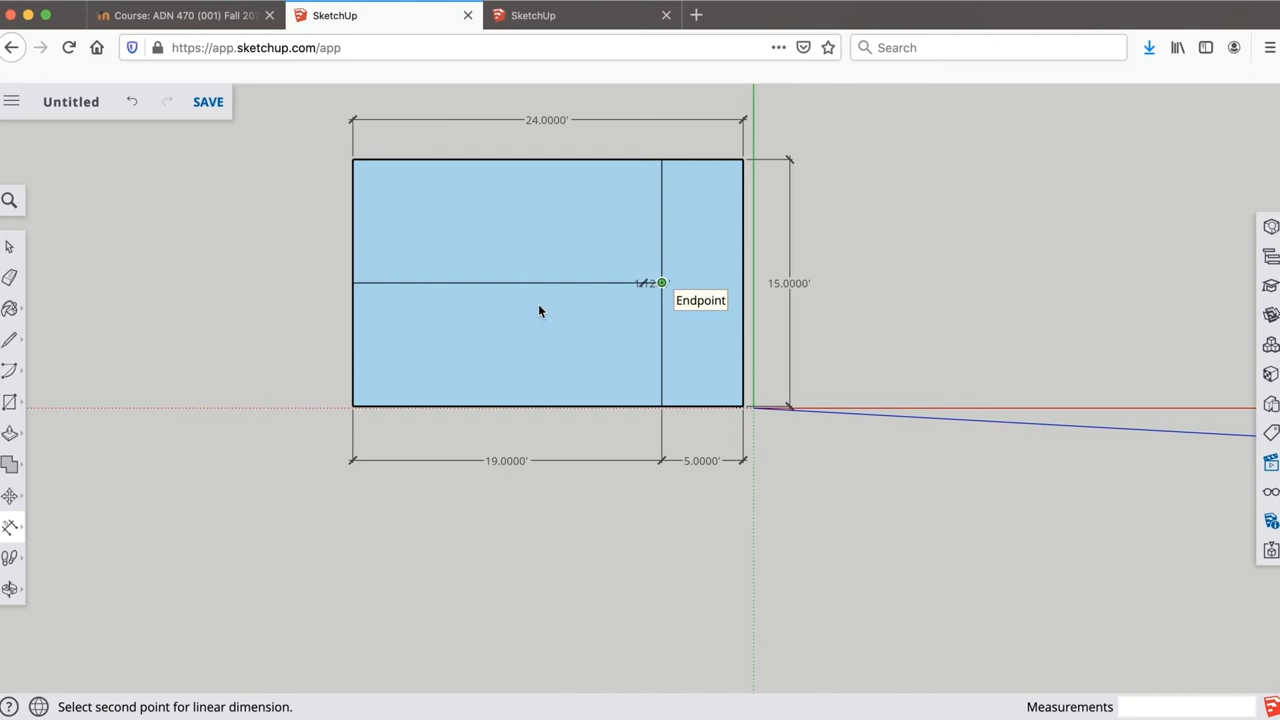 Course: ADN 470 (001) Fall 20
SketchUp
SketchUp
https://app.sketchup.com/app
Search
Untitled
SAVE
24.0000'
Endpoint
15.0000'
19.0000'
5.0000'
Select second point for linear dimension.
Measurements